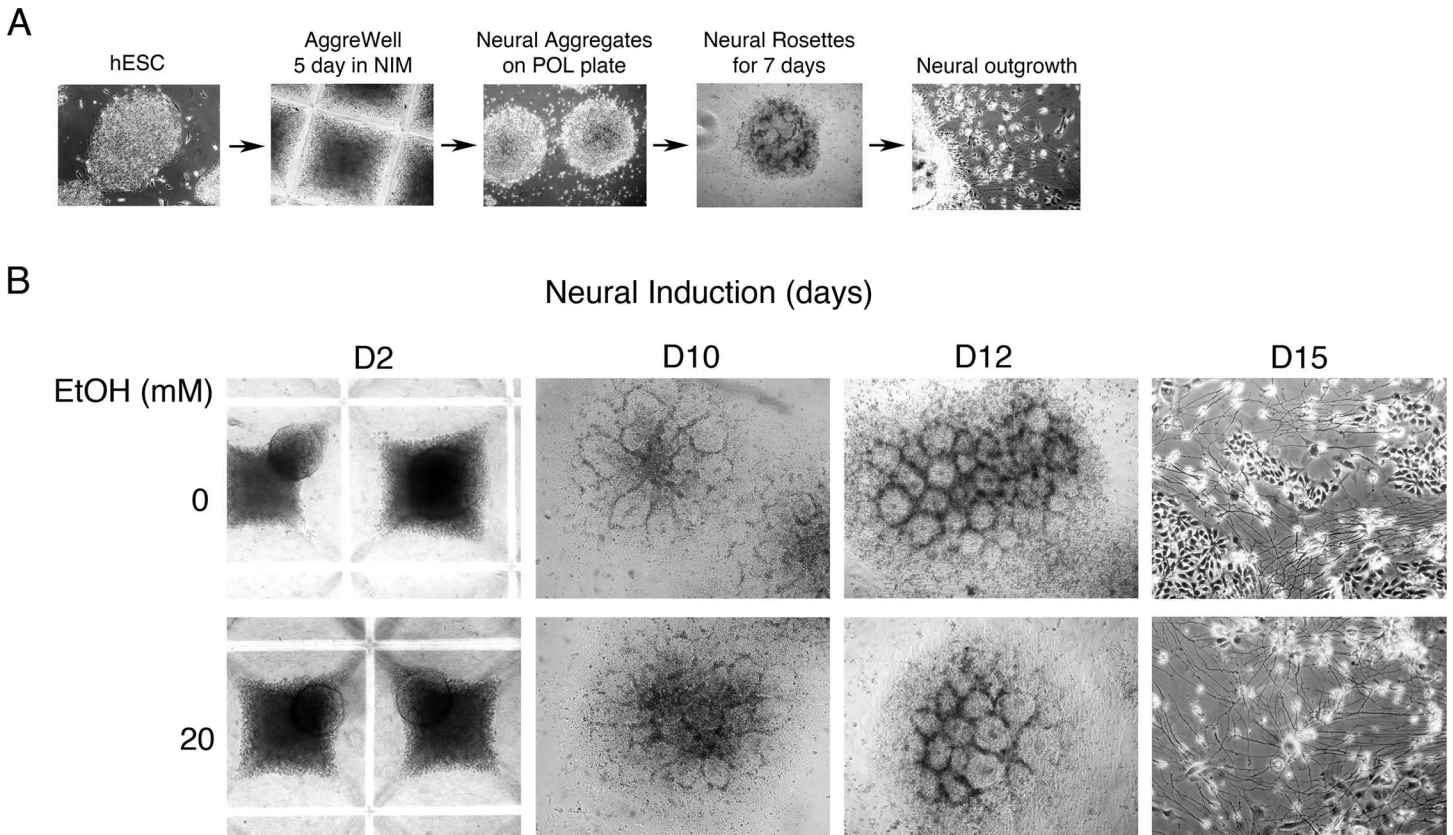 A
hESC
AggreWell
5 day in NIM
Neural Aggregates
on POL plate
Neural Rosettes
for 7 days
Neural outgrowth
B
Neural Induction (days)
D2
D10
D12
D15
EtOH (mM)
0
20